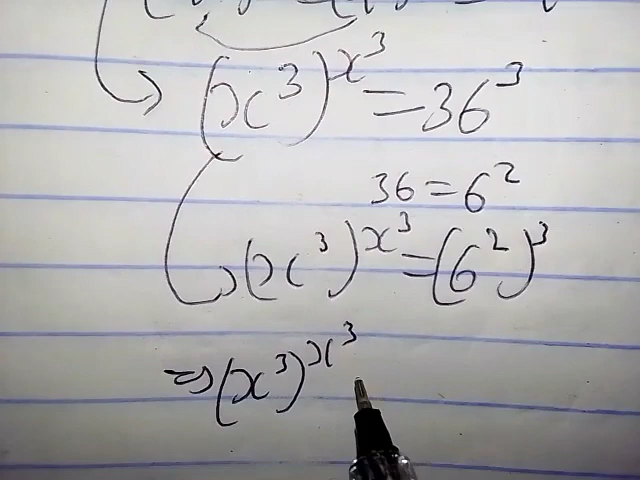 (x³)^x³ = 36³
36 = 6²
(x³)^x³ = (6²)³
⇒ (x³)^x³